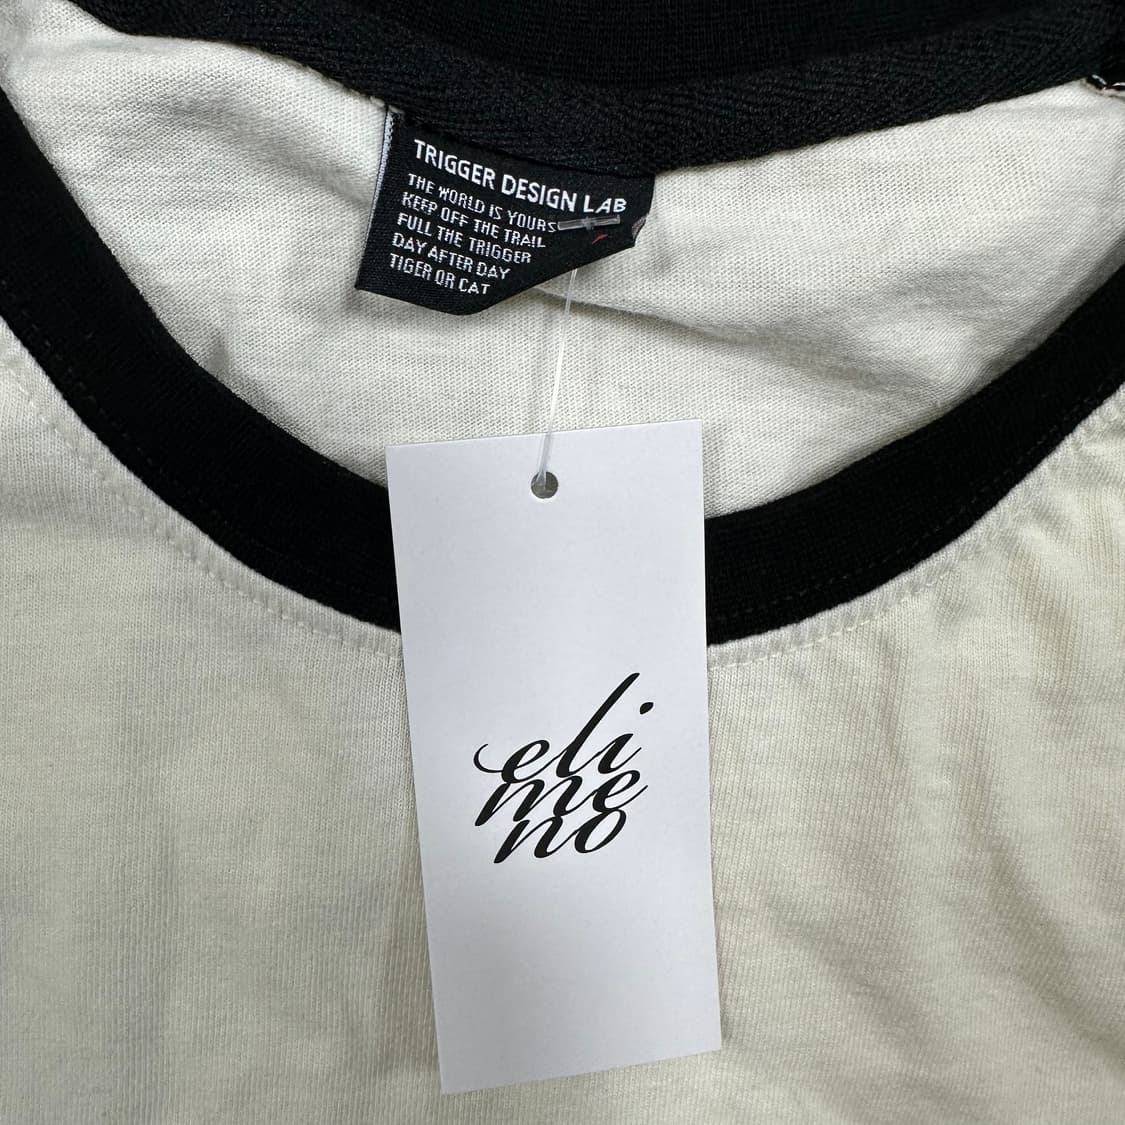 TRIGGER DESIGN LAB
THE WORLD IS YOURS
KEEP OFF THE TRAIL
FULL THE TRIGGER
DAY AFTER DAY
TIGER OR CAT
eli
me
no